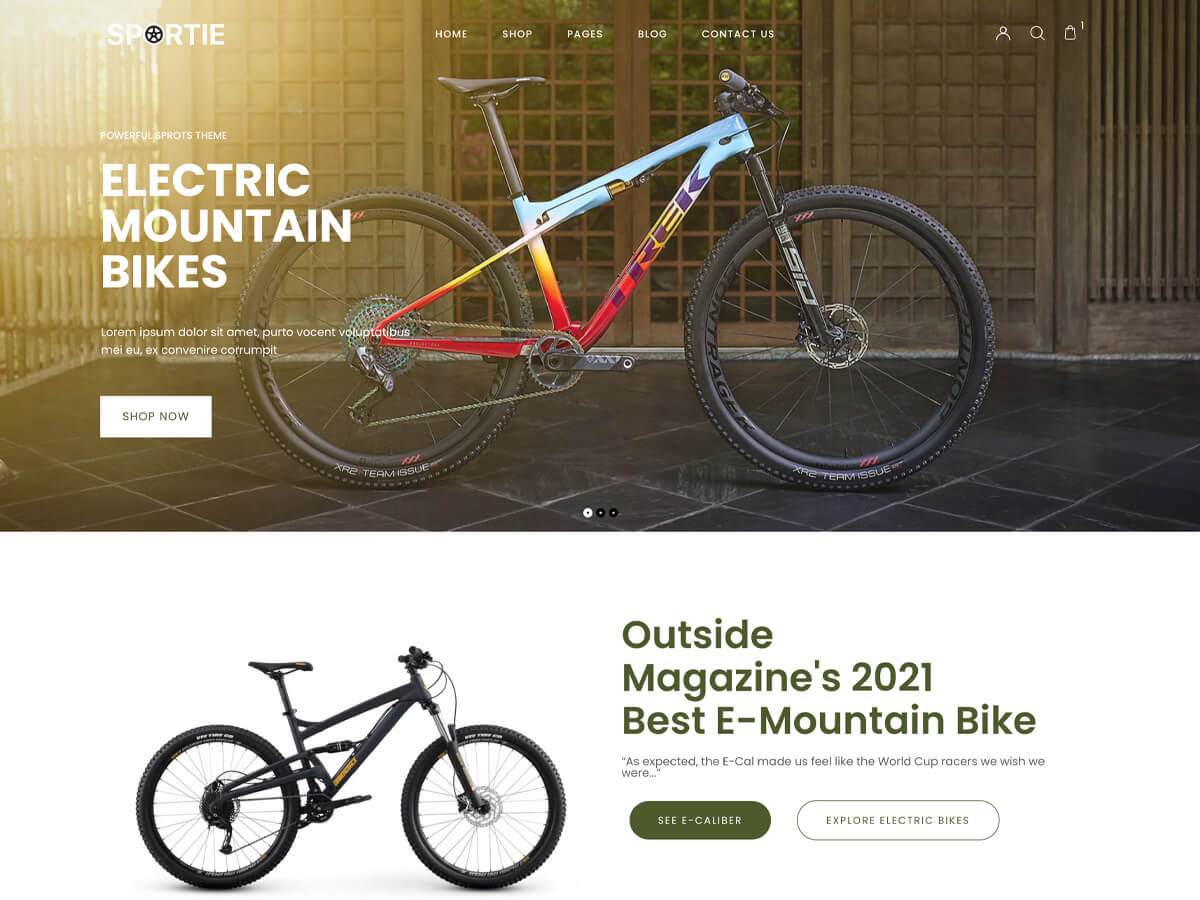 SPORTIE
HOME SHOP PAGES BLOG CONTACT US
1
POWERFUL SPROTS THEME
ELECTRIC
MOUNTAIN
BIKES
Lorem ipsum dolor sit amet, purto vocent voluptatibus
mei eu, ex convenire corrumpit
SHOP NOW
TREK
SID
XX1
BONTRAGER
XR2 TEAM ISSUE
XR2 TEAM ISSUE
Outside
Magazine's 2021
Best E-Mountain Bike
“As expected, the E-Cal made us feel like the World Cup racers we wish we
were...”
SEE E-CALIBER
EXPLORE ELECTRIC BIKES